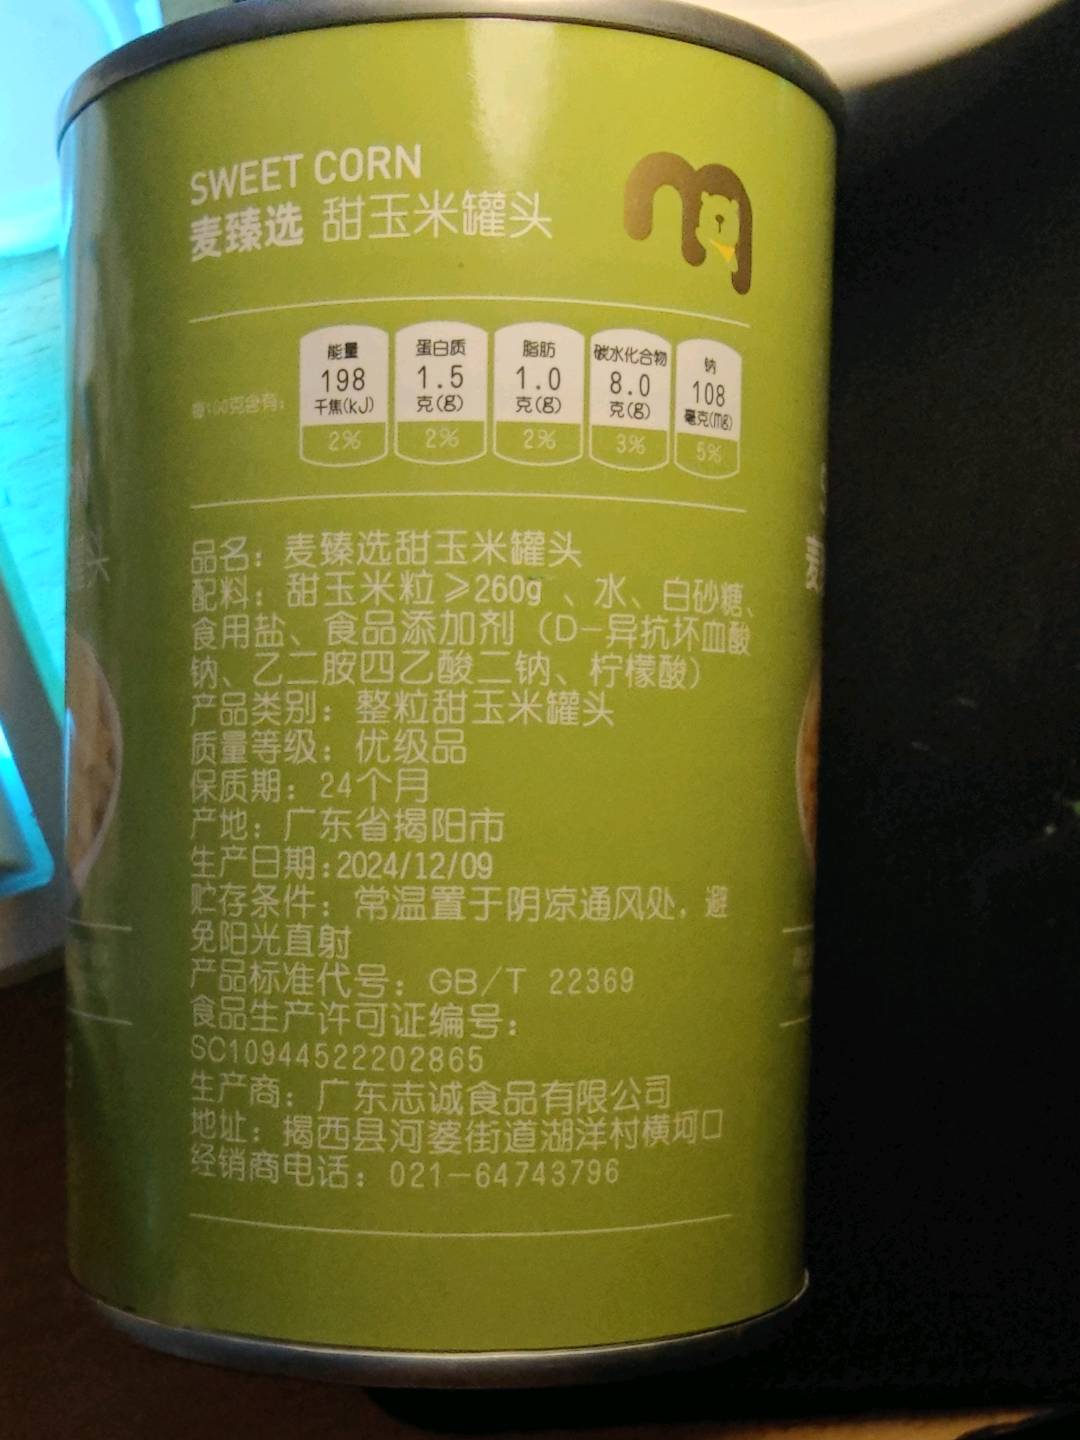 SWEET CORN
麦臻选 甜玉米罐头
能量 蛋白质 脂肪 碳水化合物 钠
每100克含有: 198 1.5 1.0 8.0 108
千焦(kJ) 克(g) 克(g) 克(g) 毫克(mg)
2% 2% 2% 3% 5%
品名：麦臻选甜玉米罐头
配料：甜玉米粒≥260g 、水、白砂糖、
食用盐、食品添加剂（D-异抗坏血酸
钠、乙二胺四乙酸二钠、柠檬酸）
产品类别：整粒甜玉米罐头
质量等级：优级品
保质期：24个月
产地：广东省揭阳市
生产日期:2024/12/09
贮存条件：常温置于阴凉通风处，避
免阳光直射
产品标准代号：GB/T 22369
食品生产许可证编号：
SC10944522202865
生产商：广东志诚食品有限公司
地址：揭西县河婆街道湖洋村横坷口
经销商电话：021-64743796